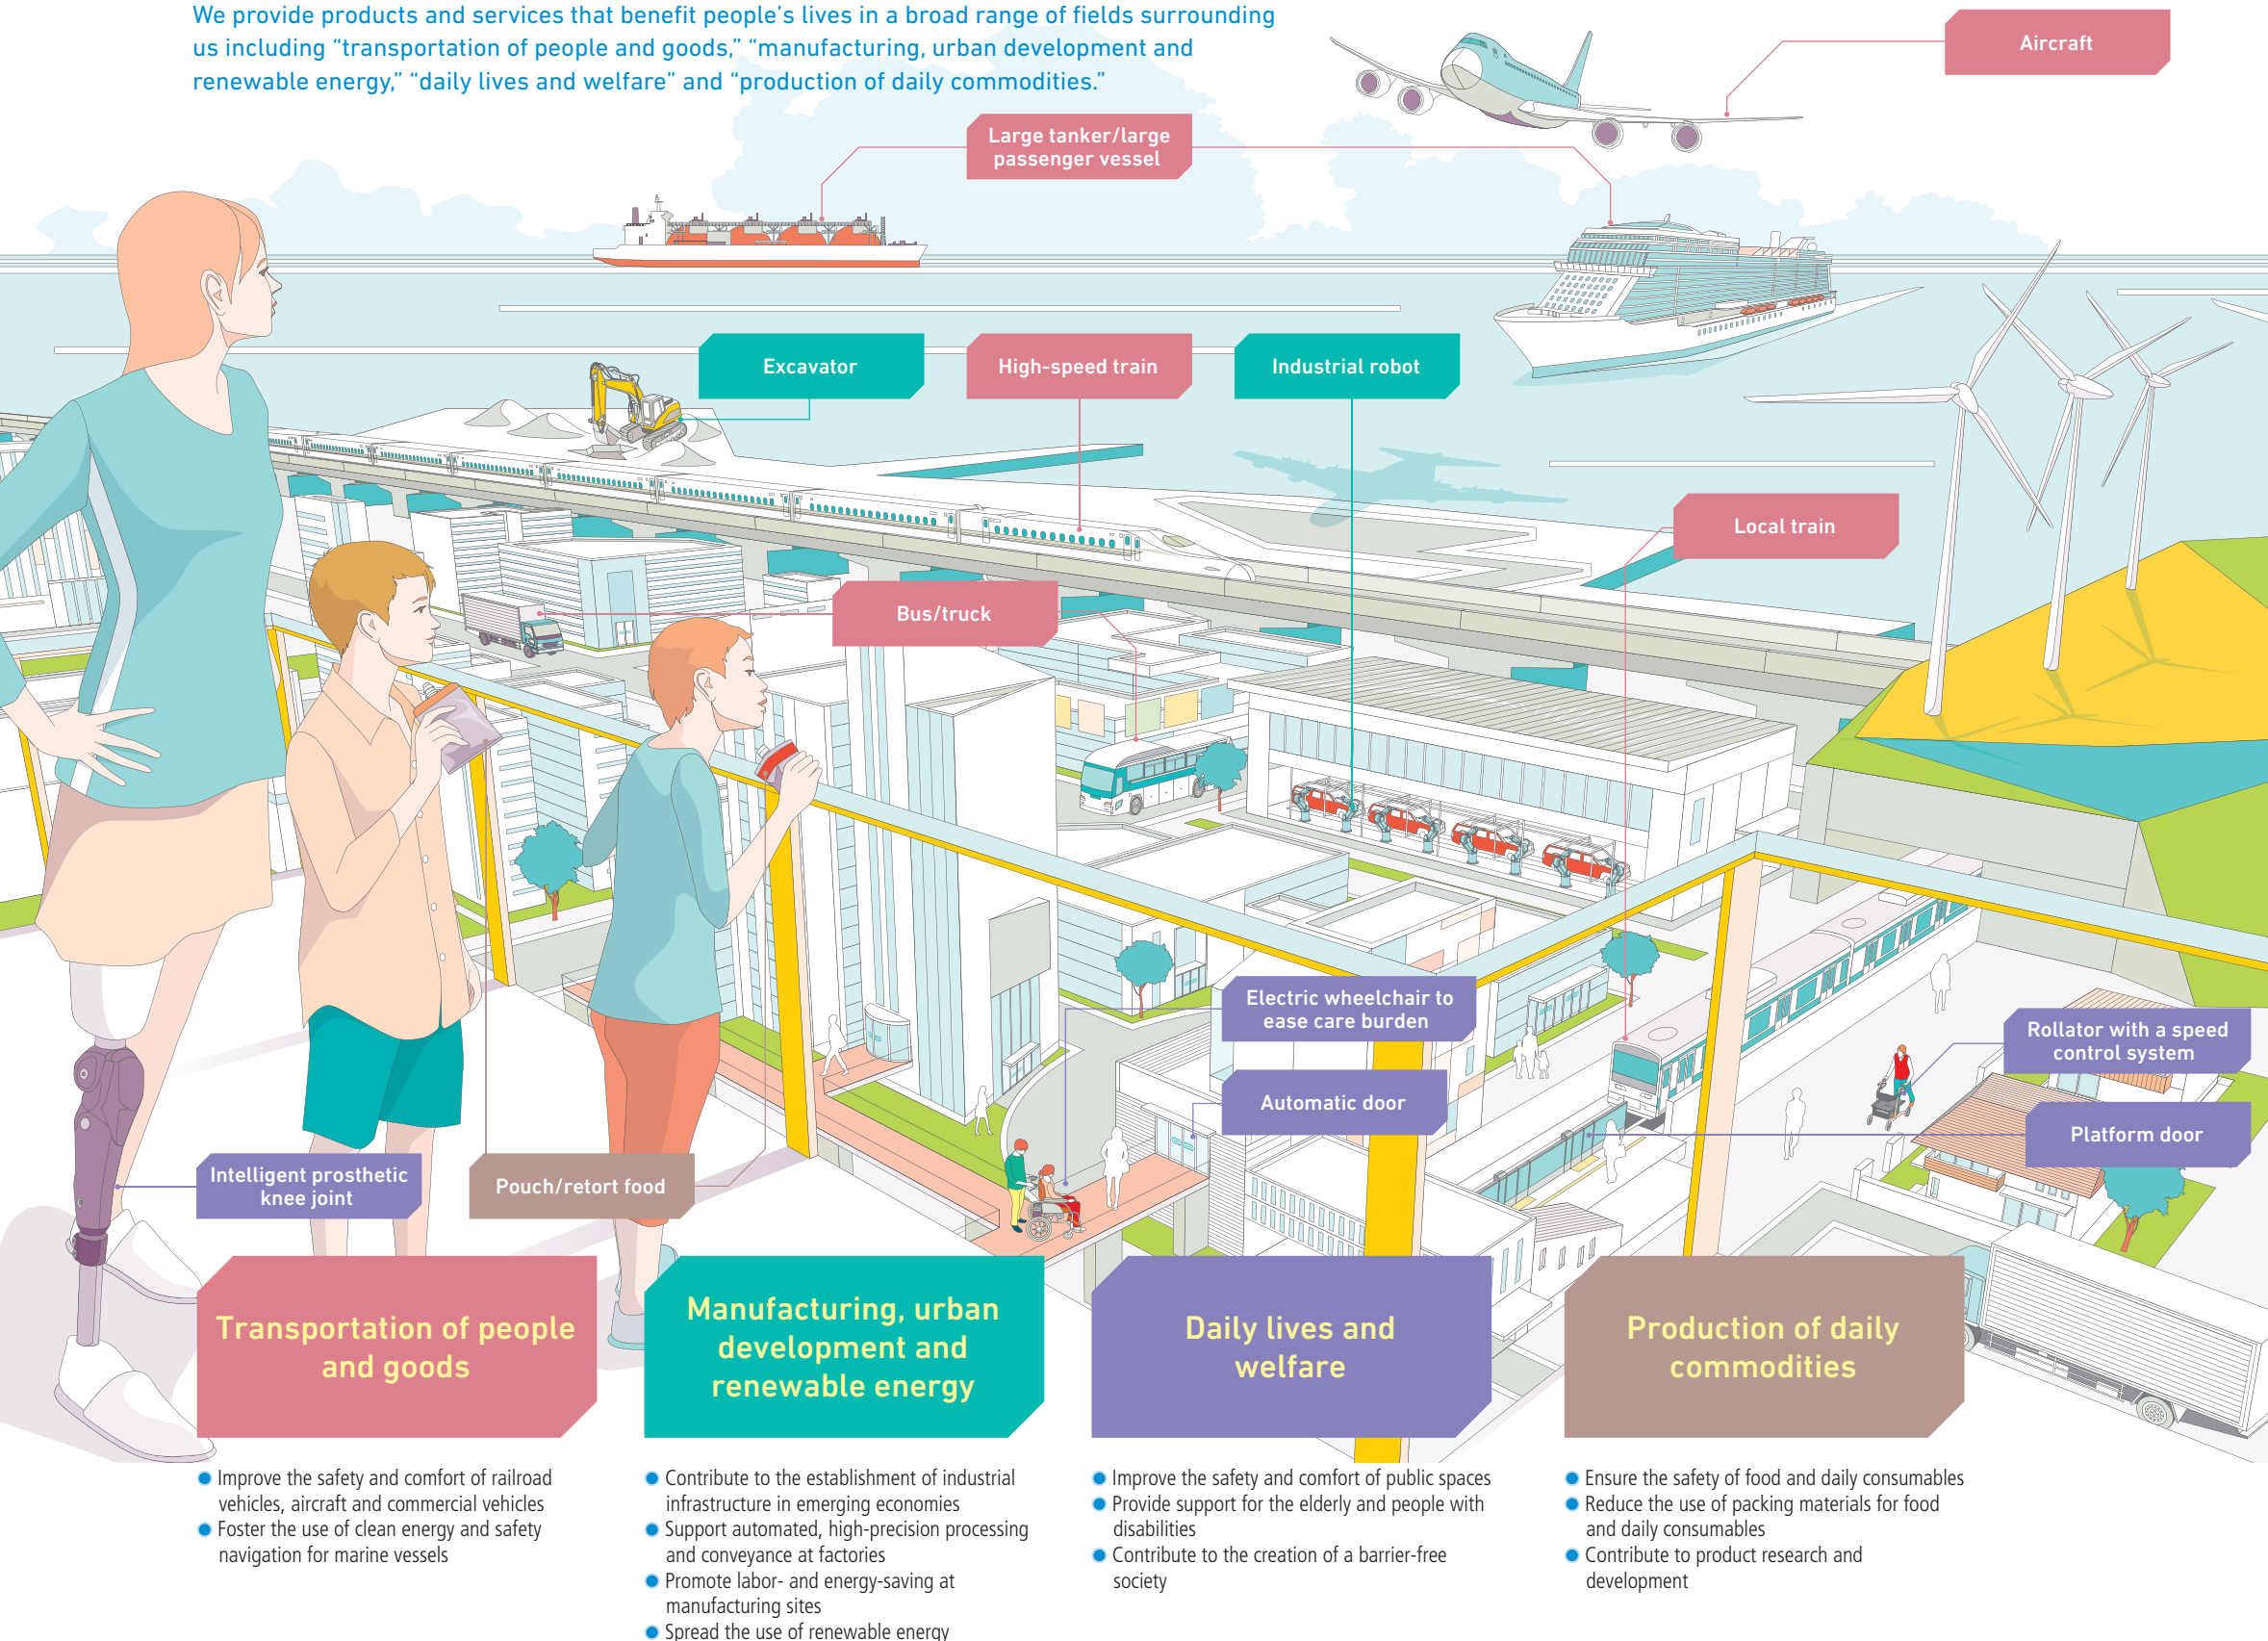 We provide products and services that benefit people's lives in a broad range of fields surrounding
us including “transportation of people and goods,” “manufacturing, urban development and
renewable energy,” “daily lives and welfare” and “production of daily commodities.”
Aircraft
Large tanker/large
passenger vessel
Excavator
High-speed train
Industrial robot
Local train
Bus/truck
Electric wheelchair to
ease care burden
Rollator with a speed
control system
Automatic door
Platform door
Intelligent prosthetic
knee joint
Pouch/retort food
Transportation of people
and goods
● Improve the safety and comfort of railroad
vehicles, aircraft and commercial vehicles
● Foster the use of clean energy and safety
navigation for marine vessels
Manufacturing, urban
development and
renewable energy
● Contribute to the establishment of industrial
infrastructure in emerging economies
● Support automated, high-precision processing
and conveyance at factories
● Promote labor- and energy-saving at
manufacturing sites
● Spread the use of renewable energy
Daily lives and
welfare
● Improve the safety and comfort of public spaces
● Provide support for the elderly and people with
disabilities
● Contribute to the creation of a barrier-free
society
Production of daily
commodities
● Ensure the safety of food and daily consumables
● Reduce the use of packing materials for food
and daily consumables
● Contribute to product research and
development